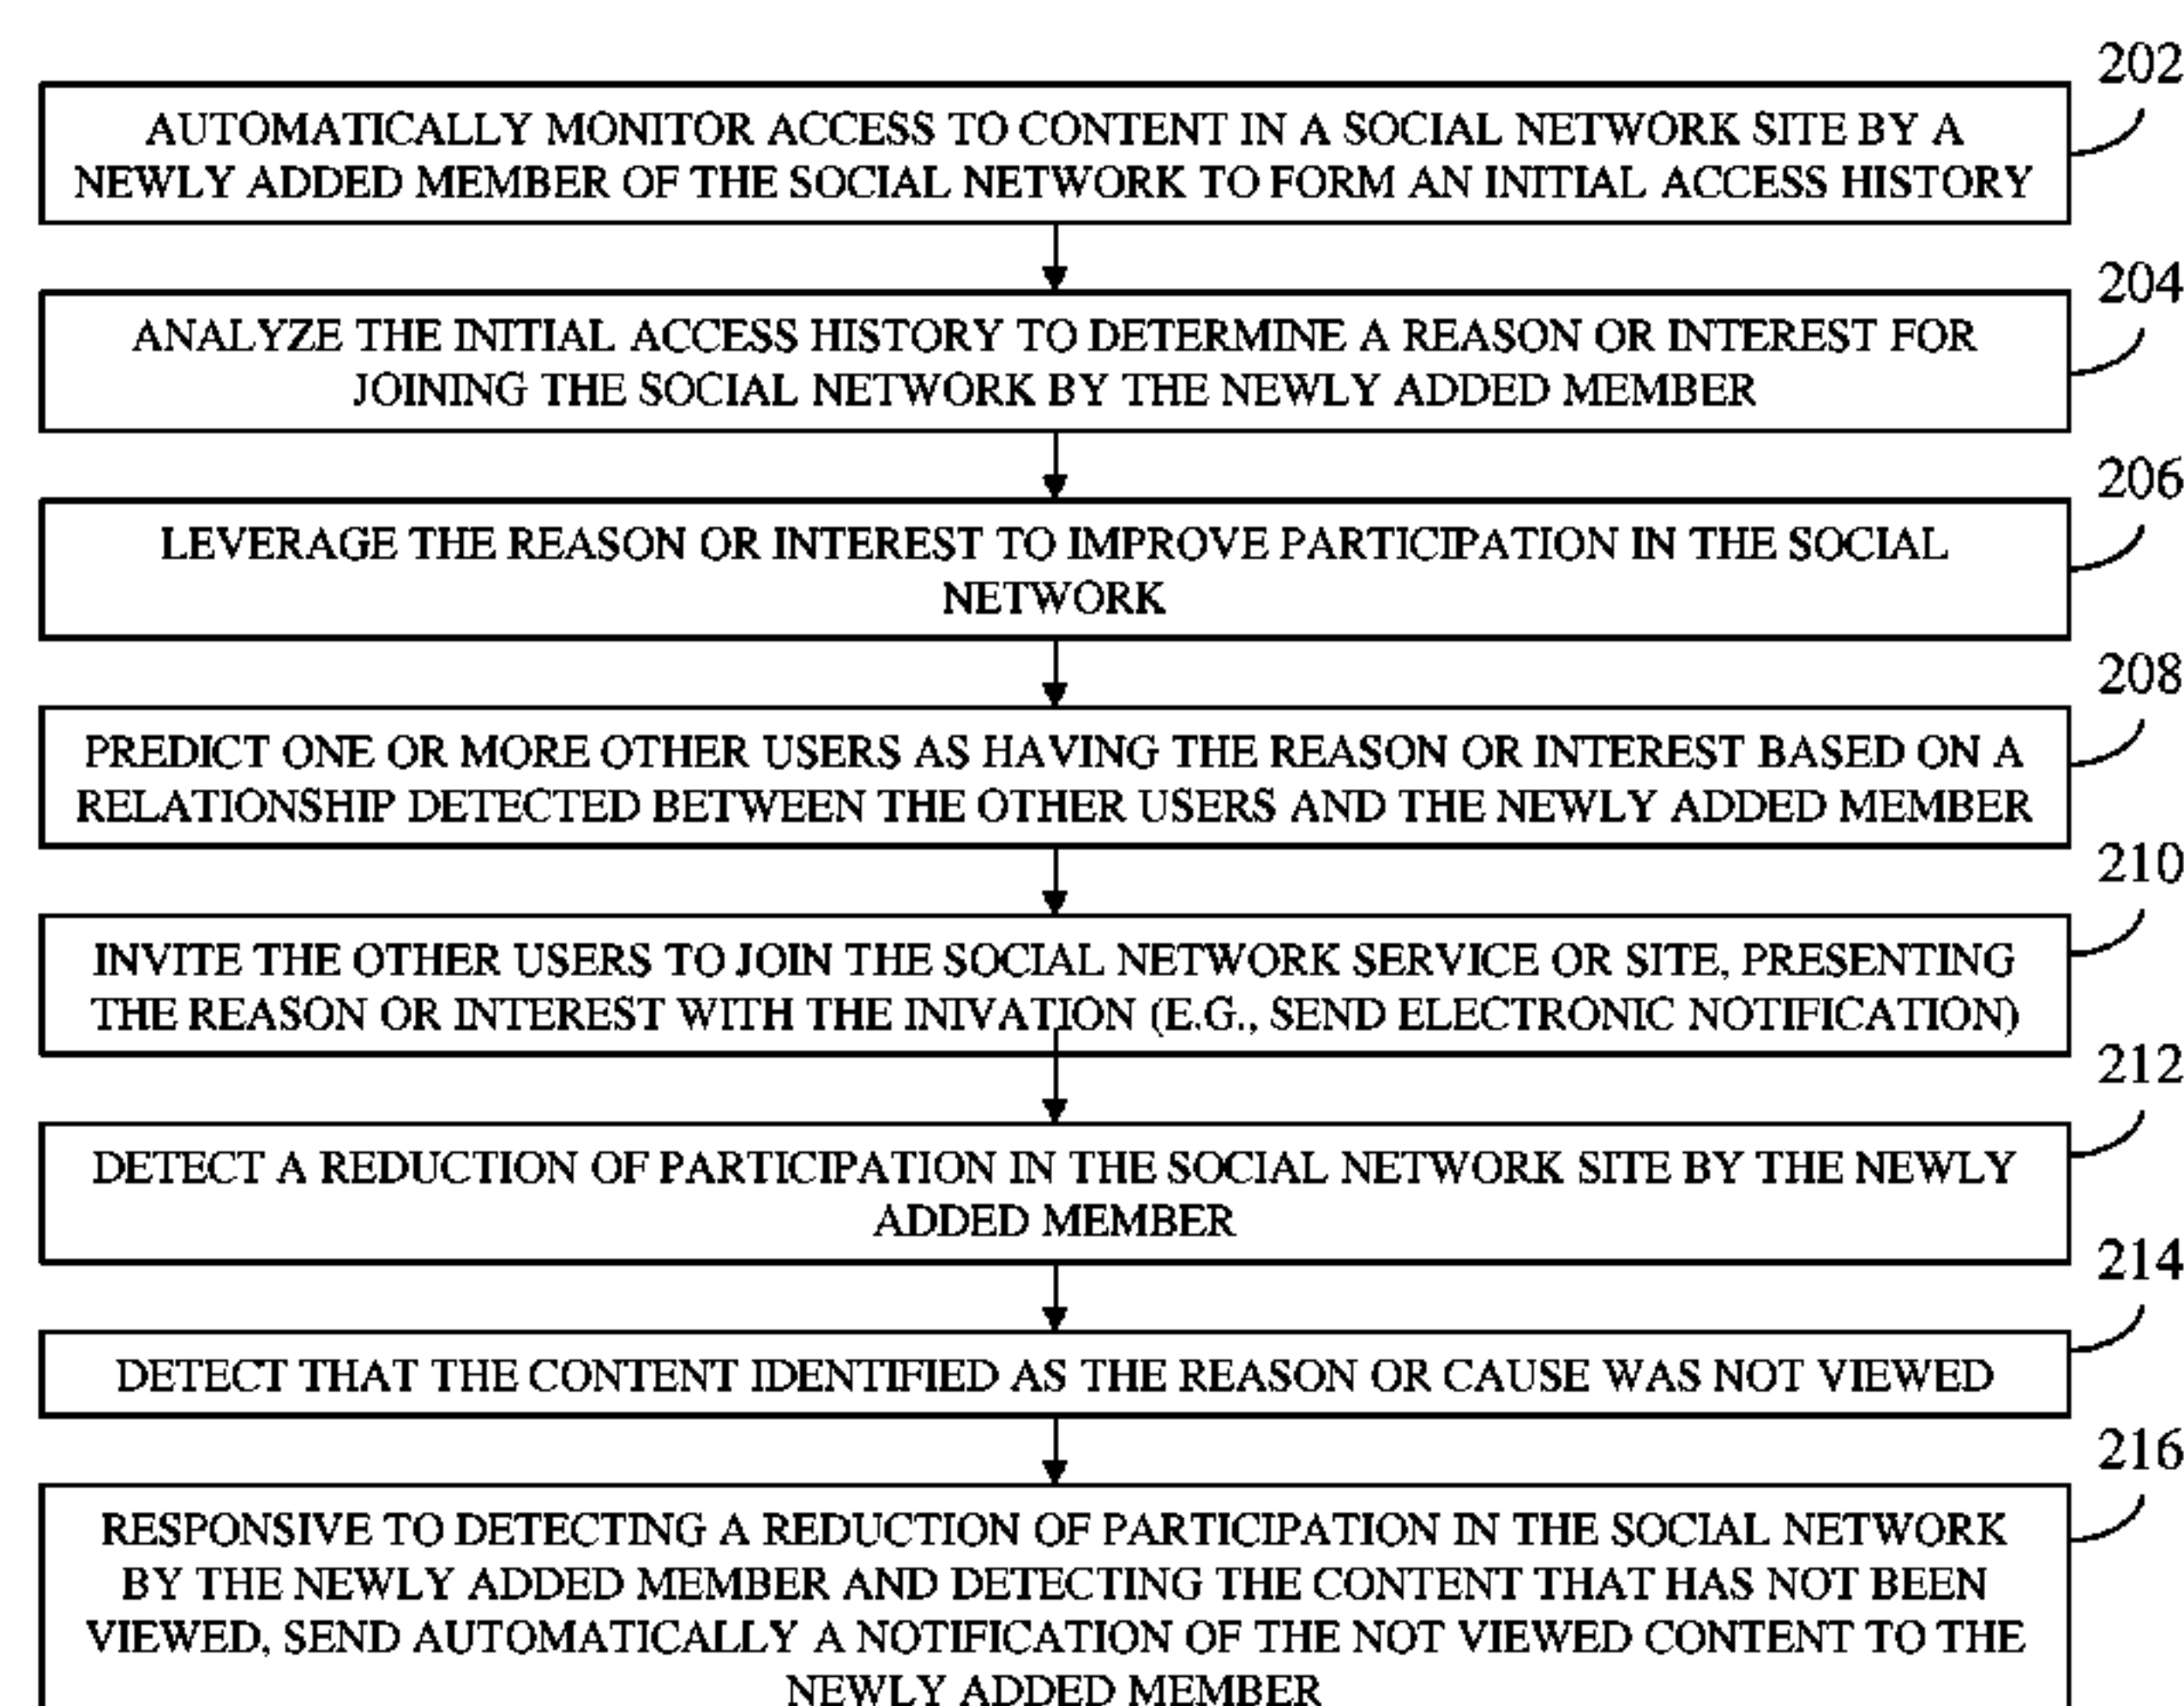 202
AUTOMATICALLY MONITOR ACCESS TO CONTENT IN A SOCIAL NETWORK SITE BY A
NEWLY ADDED MEMBER OF THE SOCIAL NETWORK TO FORM AN INITIAL ACCESS HISTORY
204
ANALYZE THE INITIAL ACCESS HISTORY TO DETERMINE A REASON OR INTEREST FOR
JOINING THE SOCIAL NETWORK BY THE NEWLY ADDED MEMBER
206
LEVERAGE THE REASON OR INTEREST TO IMPROVE PARTICIPATION IN THE SOCIAL
NETWORK
208
PREDICT ONE OR MORE OTHER USERS AS HAVING THE REASON OR INTEREST BASED ON A
RELATIONSHIP DETECTED BETWEEN THE OTHER USERS AND THE NEWLY ADDED MEMBER
210
INVITE THE OTHER USERS TO JOIN THE SOCIAL NETWORK SERVICE OR SITE, PRESENTING
THE REASON OR INTEREST WITH THE INIVATION (E.G., SEND ELECTRONIC NOTIFICATION)
212
DETECT A REDUCTION OF PARTICIPATION IN THE SOCIAL NETWORK SITE BY THE NEWLY
ADDED MEMBER
214
DETECT THAT THE CONTENT IDENTIFIED AS THE REASON OR CAUSE WAS NOT VIEWED
216
RESPONSIVE TO DETECTING A REDUCTION OF PARTICIPATION IN THE SOCIAL NETWORK
BY THE NEWLY ADDED MEMBER AND DETECTING THE CONTENT THAT HAS NOT BEEN
VIEWED, SEND AUTOMATICALLY A NOTIFICATION OF THE NOT VIEWED CONTENT TO THE
NEWLY ADDED MEMBER